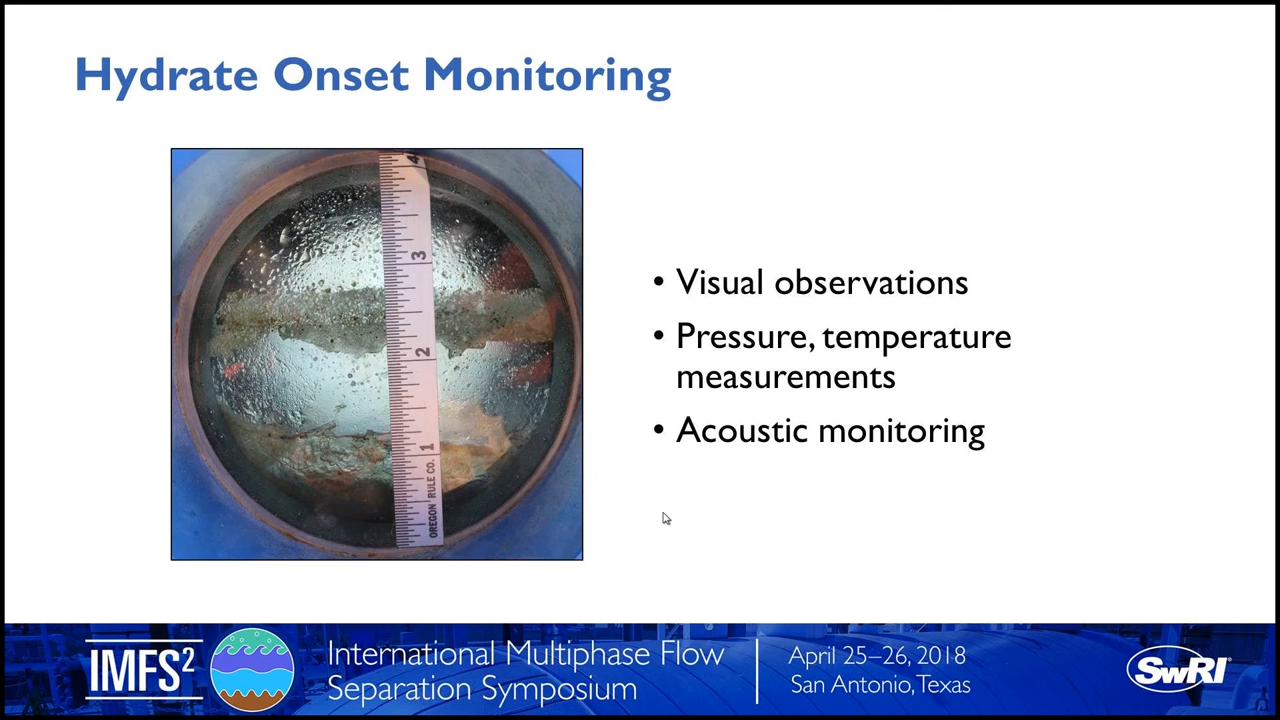 Hydrate Onset Monitoring
4
3
2
1
OREGON RULE CO.
• Visual observations
• Pressure, temperature
measurements
• Acoustic monitoring
IMFS²
International Multiphase Flow
Separation Symposium
April 25–26, 2018
San Antonio, Texas
SwRI®